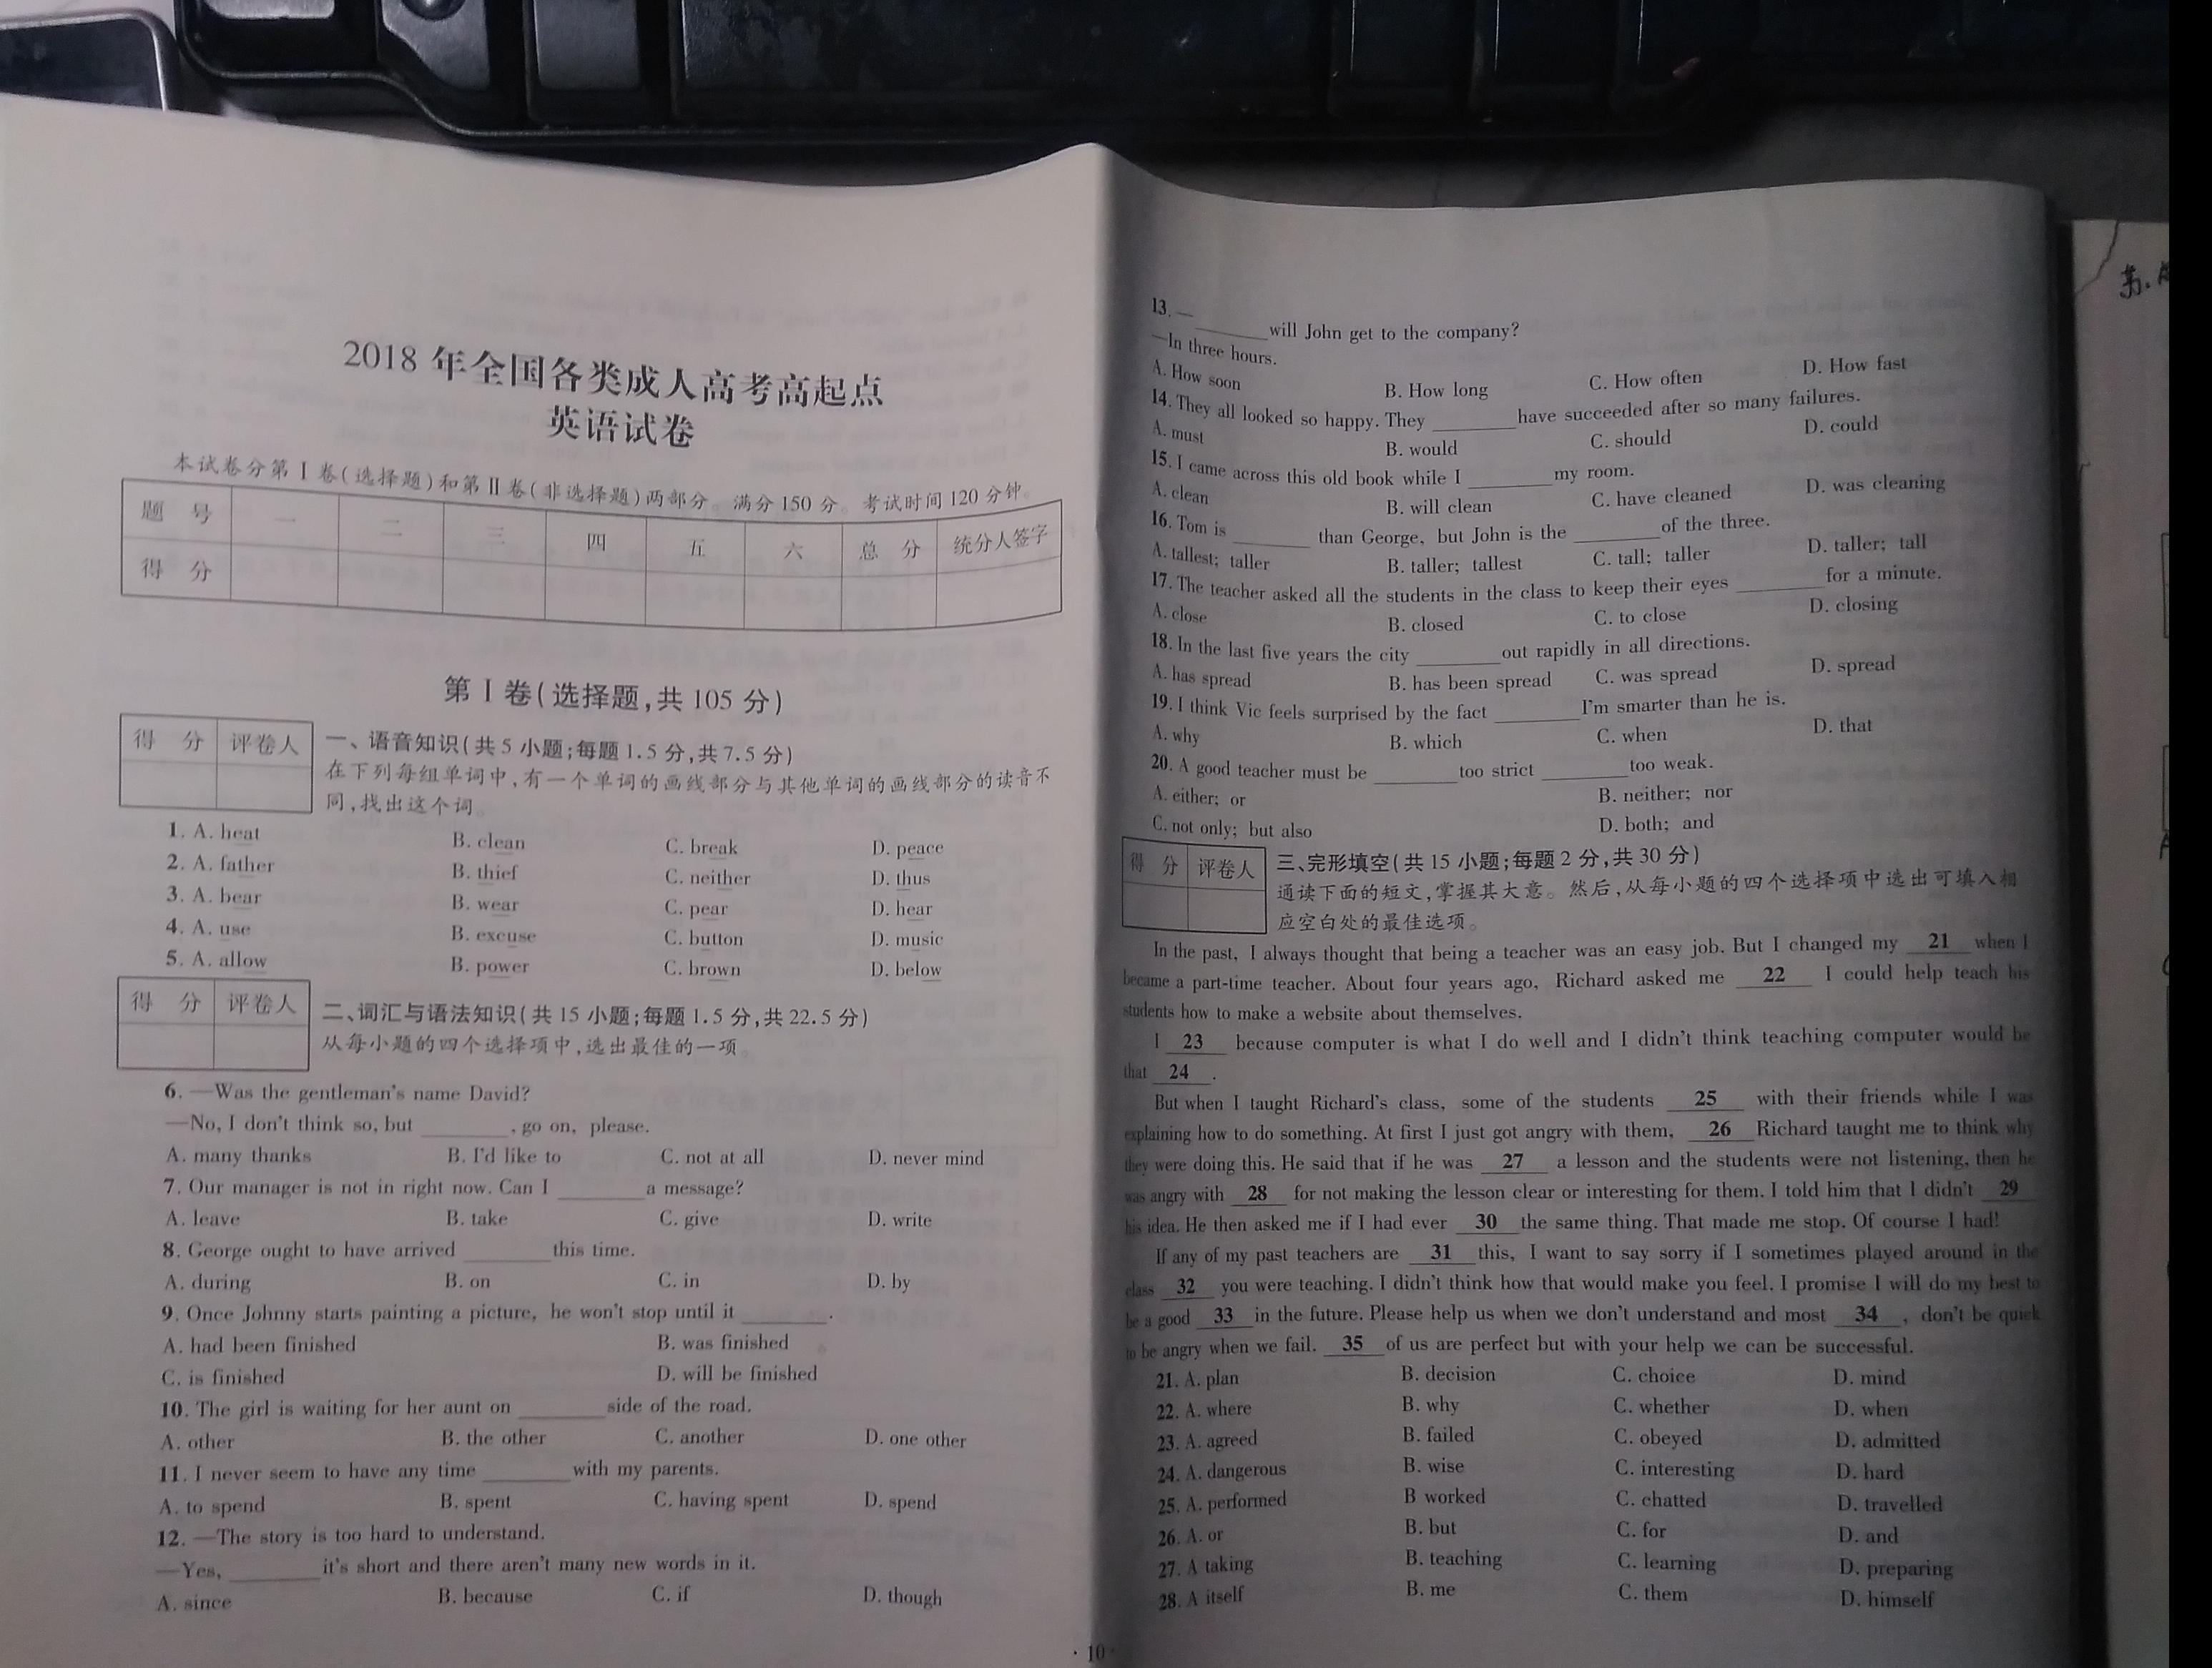 2018 年全国各类成人高考高起点
英语试卷
本试卷分第Ⅰ卷(选择题)和第Ⅱ卷(非选择题)两部分。满分 150 分。考试时间 120 分钟。
题 号 一 二 三 四 五 六 总 分 统分人签字
得 分
第Ⅰ卷(选择题,共 105 分)
得 分 评卷人
一、语音知识(共 5 小题;每题 1.5 分,共 7.5 分)
在下列每组单词中,有一个单词的画线部分与其他单词的画线部分的读音不
同,找出这个词。
1. A. heat B. clean C. break D. peace
2. A. father B. thief C. neither D. thus
3. A. bear B. wear C. pear D. hear
4. A. use B. excuse C. button D. music
5. A. allow B. power C. brown D. below
得 分 评卷人
二、词汇与语法知识(共 15 小题;每题 1.5 分,共 22.5 分)
从每小题的四个选择项中,选出最佳的一项。
6. —Was the gentleman's name David?
—No, I don't think so, but ________, go on, please.
A. many thanks B. I'd like to C. not at all D. never mind
7. Our manager is not in right now. Can I ________ a message?
A. leave B. take C. give D. write
8. George ought to have arrived ________ this time.
A. during B. on C. in D. by
9. Once Johnny starts painting a picture, he won't stop until it ________.
A. had been finished B. was finished
C. is finished D. will be finished
10. The girl is waiting for her aunt on ________ side of the road.
A. other B. the other C. another D. one other
11. I never seem to have any time ________ with my parents.
A. to spend B. spent C. having spent D. spend
12. —The story is too hard to understand.
—Yes, ________ it's short and there aren't many new words in it.
A. since B. because C. if D. though
· 10 ·
13. — ________ will John get to the company?
—In three hours.
A. How soon B. How long C. How often D. How fast
14. They all looked so happy. They ________ have succeeded after so many failures.
A. must B. would C. should D. could
15. I came across this old book while I ________ my room.
A. clean B. will clean C. have cleaned D. was cleaning
16. Tom is ________ than George, but John is the ________ of the three.
A. tallest; taller B. taller; tallest C. tall; taller D. taller; tall
17. The teacher asked all the students in the class to keep their eyes ________ for a minute.
A. close B. closed C. to close D. closing
18. In the last five years the city ________ out rapidly in all directions.
A. has spread B. has been spread C. was spread D. spread
19. I think Vic feels surprised by the fact ________ I'm smarter than he is.
A. why B. which C. when D. that
20. A good teacher must be ________ too strict ________ too weak.
A. either; or B. neither; nor
C. not only; but also D. both; and
得 分 评卷人
三、完形填空(共 15 小题;每题 2 分,共 30 分)
通读下面的短文,掌握其大意。然后,从每小题的四个选择项中选出可填入相
应空白处的最佳选项。
In the past, I always thought that being a teacher was an easy job. But I changed my 21 when I
became a part-time teacher. About four years ago, Richard asked me 22 I could help teach his
students how to make a website about themselves.
I 23 because computer is what I do well and I didn't think teaching computer would be
that 24 .
But when I taught Richard's class, some of the students 25 with their friends while I was
explaining how to do something. At first I just got angry with them, 26 Richard taught me to think why
they were doing this. He said that if he was 27 a lesson and the students were not listening, then he
was angry with 28 for not making the lesson clear or interesting for them. I told him that I didn't 29
his idea. He then asked me if I had ever 30 the same thing. That made me stop. Of course I had!
If any of my past teachers are 31 this, I want to say sorry if I sometimes played around in the
class 32 you were teaching. I didn't think how that would make you feel. I promise I will do my best to
be a good 33 in the future. Please help us when we don't understand and most 34 , don't be quick
to be angry when we fail. 35 of us are perfect but with your help we can be successful.
21. A. plan B. decision C. choice D. mind
22. A. where B. why C. whether D. when
23. A. agreed B. failed C. obeyed D. admitted
24. A. dangerous B. wise C. interesting D. hard
25. A. performed B worked C. chatted D. travelled
26. A. or B. but C. for D. and
27. A taking B. teaching C. learning D. preparing
28. A itself B. me C. them D. himself